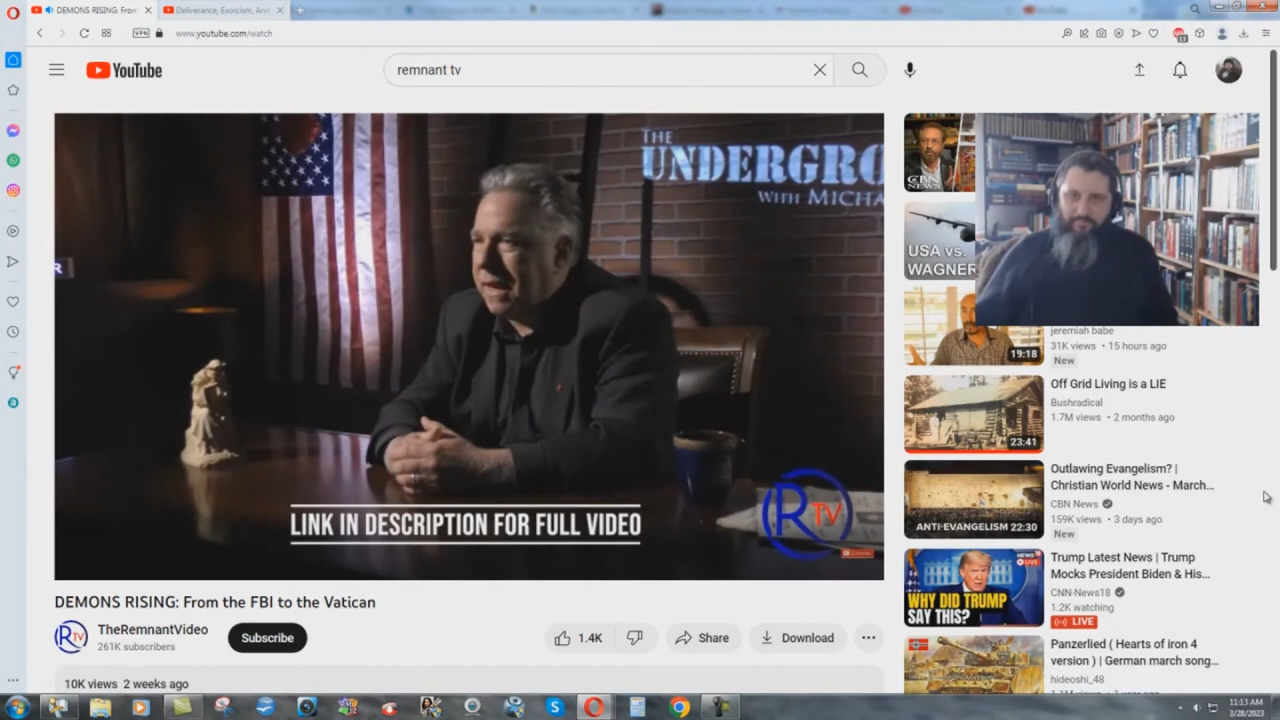 DEMONS RISING: From
Deliverance, Exorcism, And
VPN
www.youtube.com/watch
YouTube
remnant tv
THE
UNDERGRO
WITH MICHA
R
LINK IN DESCRIPTION FOR FULL VIDEO
RTV
DEMONS RISING: From the FBI to the Vatican
RTV
TheRemnantVideo
261K subscribers
Subscribe
1.4K
Share
Download
10K views 2 weeks ago
CBN
NEWS
USA vs.
WAGNER
19:18
jeremiah babe
31K views • 15 hours ago
New
23:41
Off Grid Living is a LIE
Bushradical
1.7M views • 2 months ago
ANTI-EVANGELISM 22:30
Outlawing Evangelism? |
Christian World News - March...
CBN News
159K views • 3 days ago
New
WHY DID TRUMP
SAY THIS?
Trump Latest News | Trump
Mocks President Biden & His...
CNN-News18
1.2K watching
LIVE
Panzerlied ( Hearts of iron 4
version ) | German march song...
hideoshi_48
11:13 AM
3/28/2023